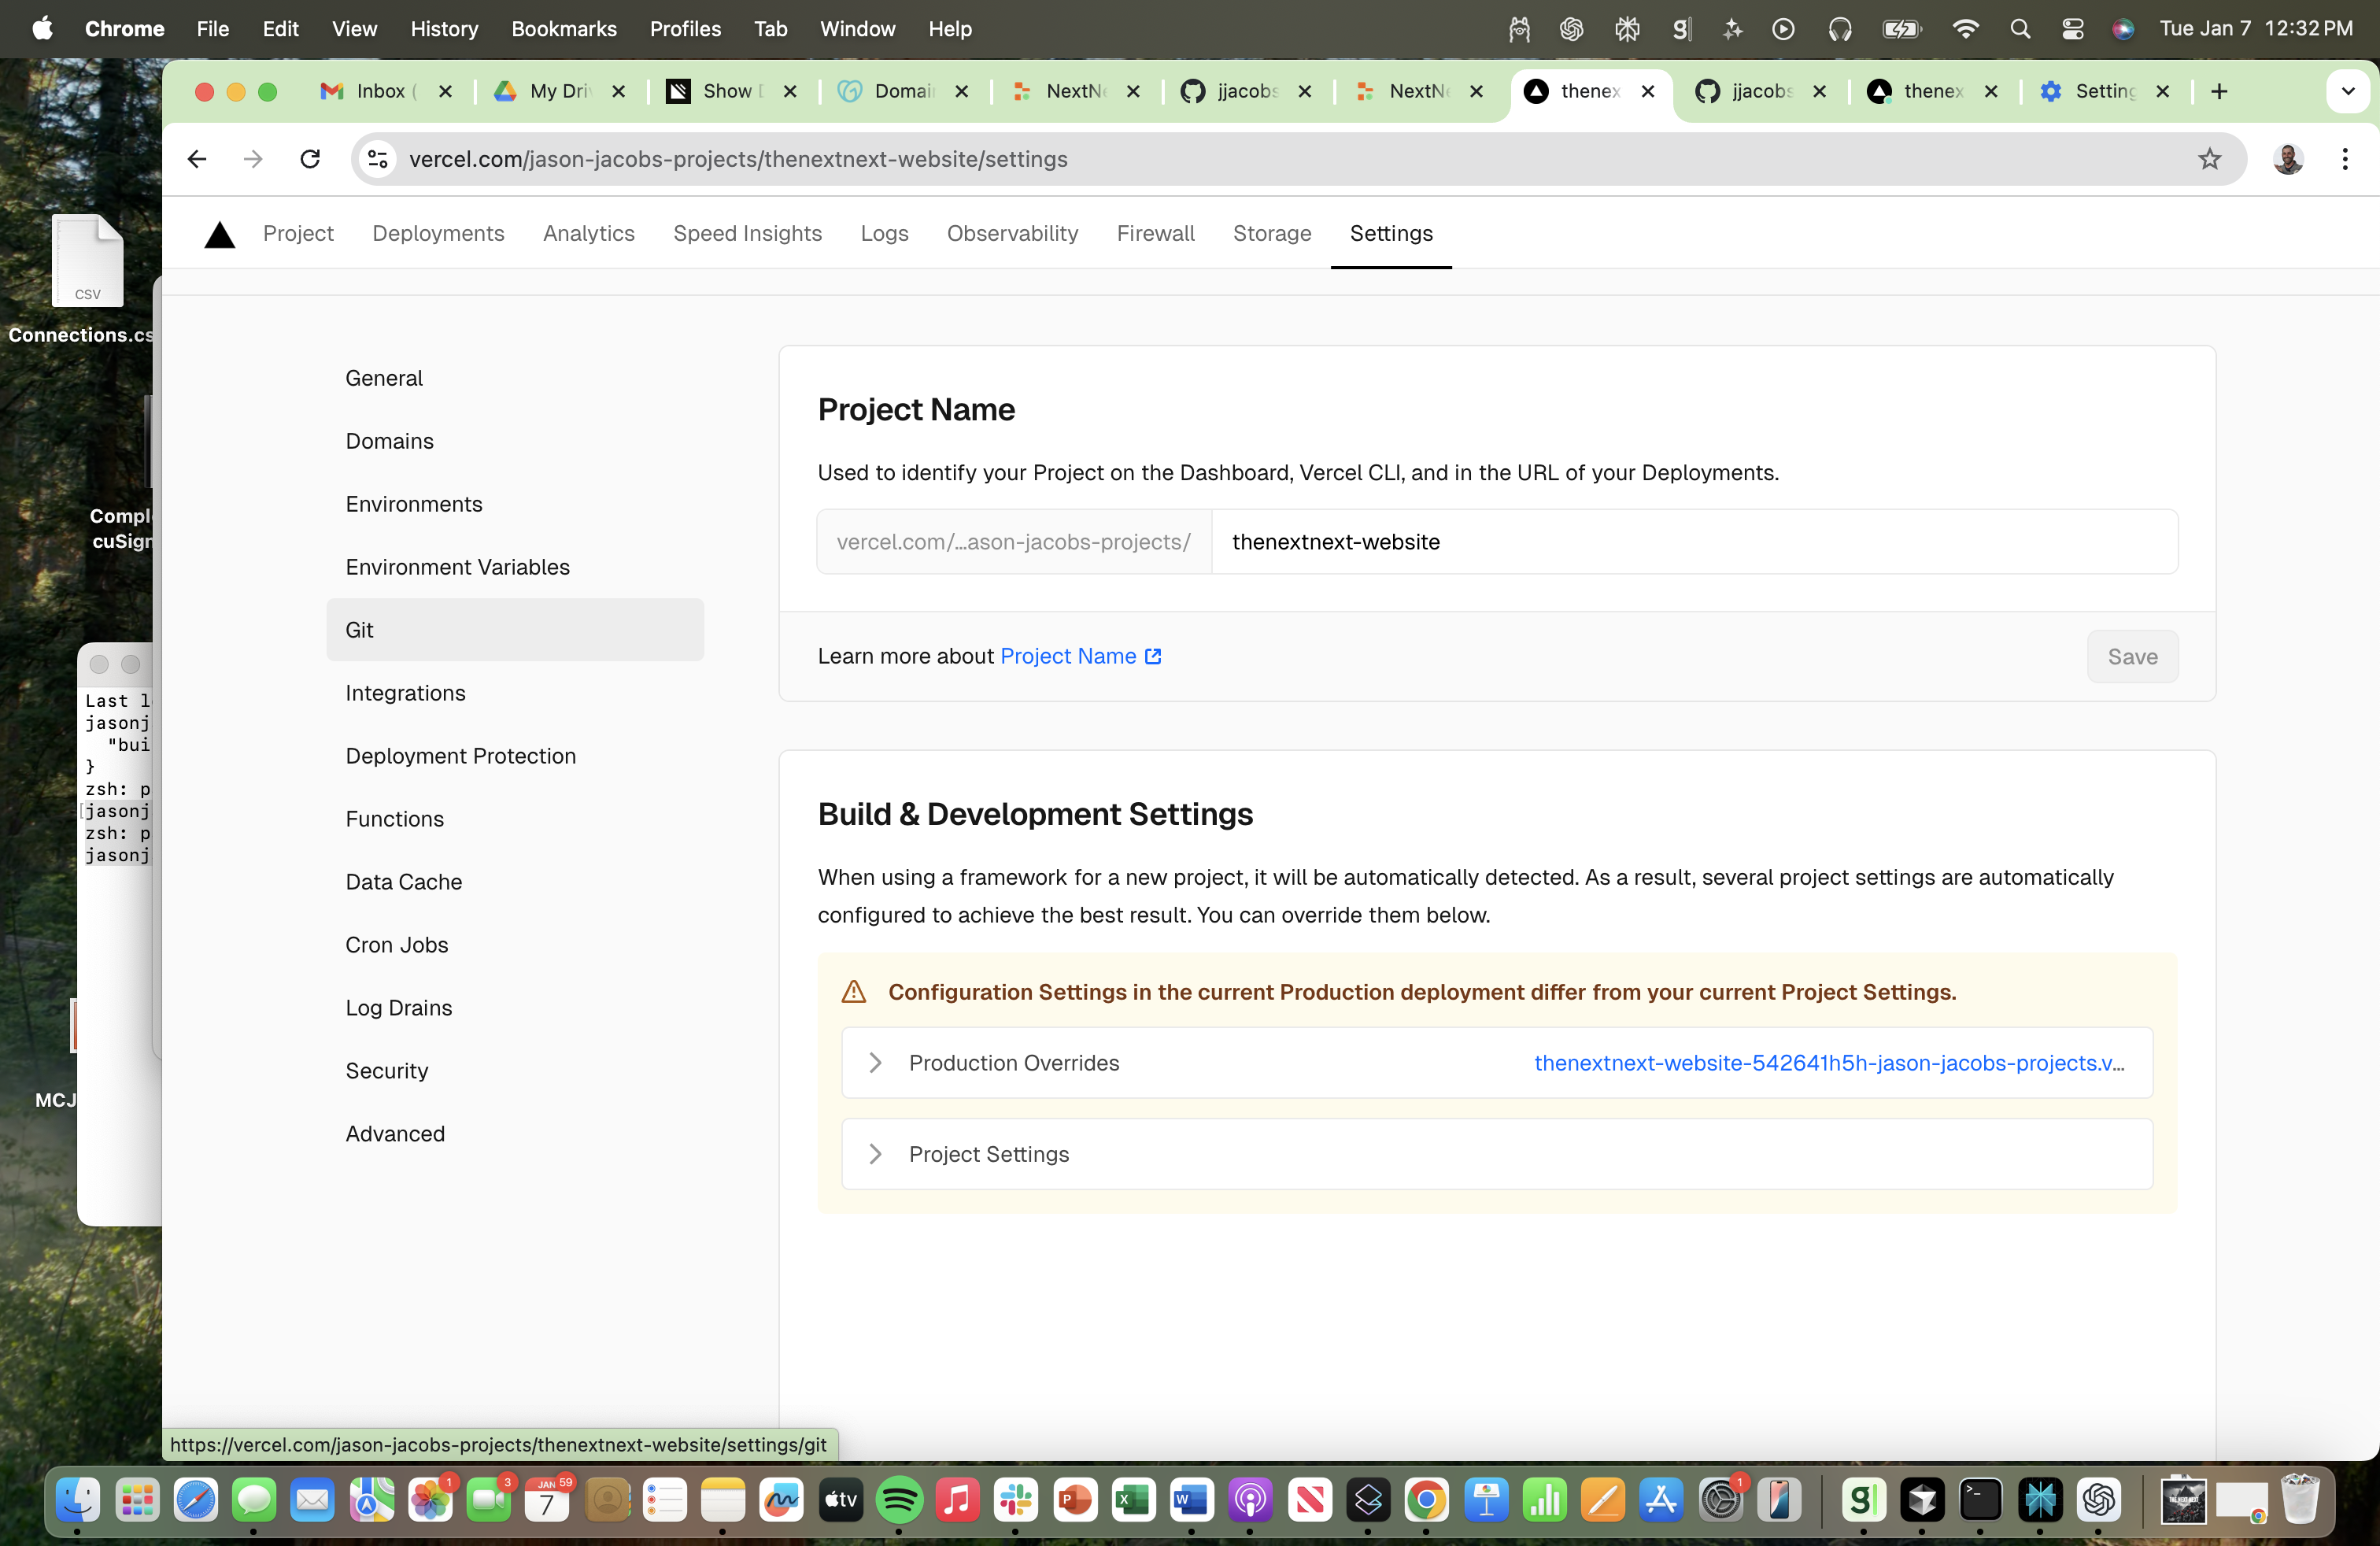 Chrome File Edit View History Bookmarks Profiles Tab Window Help
Tue Jan 7 12:32 PM
Inbox (
My Dri
Show
Domai
NextN
jjacobs
NextN
thenex
jjacobs
thenex
Setting
vercel.com/jason-jacobs-projects/thenextnext-website/settings
Project Deployments Analytics Speed Insights Logs Observability Firewall Storage Settings
CSV
Connections.cs
Compl
cuSign
Last l
jasonj
"bui
}
zsh: p
[jasonj
zsh: p
jasonj
MCJ
General
Domains
Environments
Environment Variables
Git
Integrations
Deployment Protection
Functions
Data Cache
Cron Jobs
Log Drains
Security
Advanced
Project Name
Used to identify your Project on the Dashboard, Vercel CLI, and in the URL of your Deployments.
vercel.com/...ason-jacobs-projects/ thenextnext-website
Learn more about Project Name
Save
Build & Development Settings
When using a framework for a new project, it will be automatically detected. As a result, several project settings are automatically
configured to achieve the best result. You can override them below.
Configuration Settings in the current Production deployment differ from your current Project Settings.
Production Overrides thenextnext-website-542641h5h-jason-jacobs-projects.v...
Project Settings
https://vercel.com/jason-jacobs-projects/thenextnext-website/settings/git
1
3
JAN 59
7
tv
1